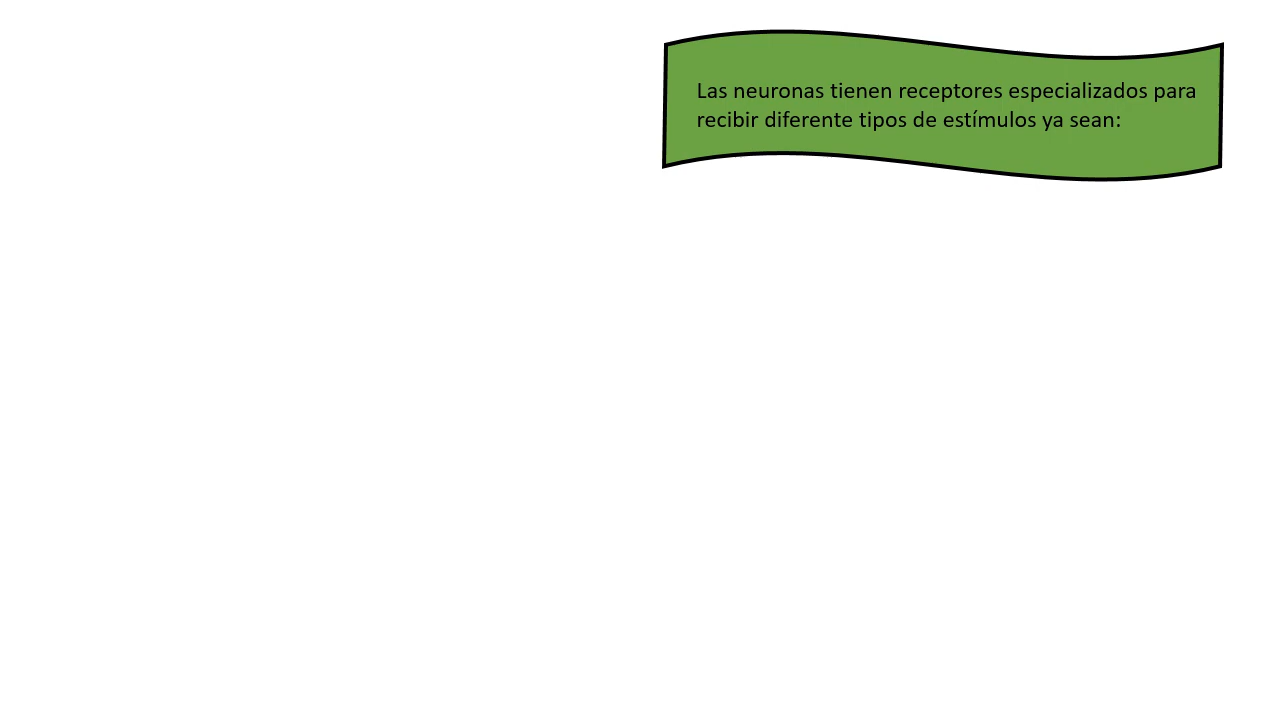 Las neuronas tienen receptores especializados para
recibir diferente tipos de estímulos ya sean: